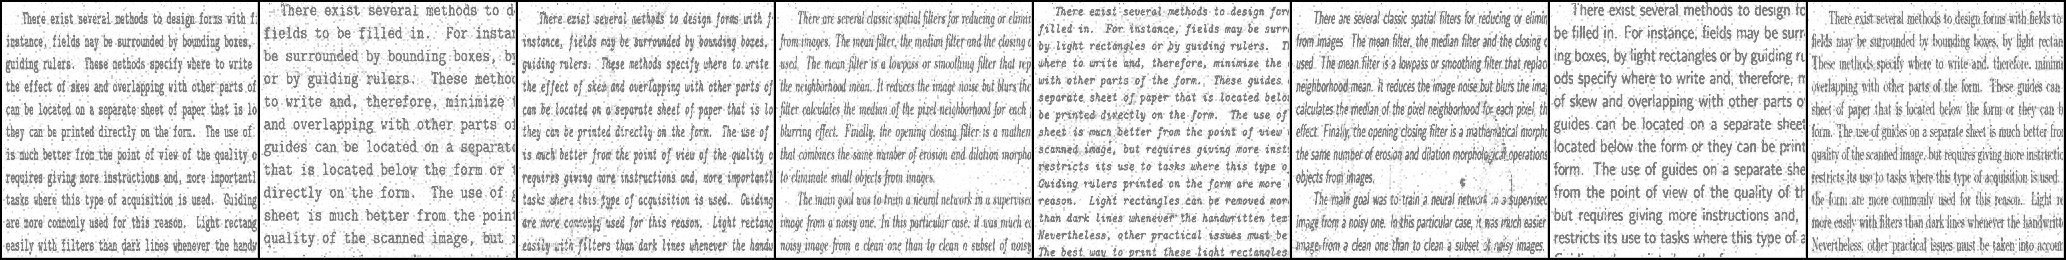 There exist several methods to design forms with f
instance, fields may be surrounded by bounding boxes,
guiding rulers. These methods specify where to write
the effect of skew and overlapping with other parts of
can be located on a separate sheet of paper that is lo
they can be printed directly on the form. The use of
is much better from the point of view of the quality o
requires giving more instructions and, more importantl
tasks where this type of acquisition is used. Guiding
are more commonly used for this reason. Light rectang
easily with filters than dark lines whenever the handw
There exist several methods to d
fields to be filled in. For instan
be surrounded by bounding boxes, by
or by guiding rulers. These method
to write and, therefore, minimize
and overlapping with other parts o
guides can be located on a separate
that is located below the form or
directly on the form. The use of
sheet is much better from the point
quality of the scanned image, but
There exist several methods to design forms with f
instance, fields may be surrounded by bounding boxes,
guiding rulers. These methods specify where to write
the effect of skew and overlapping with other parts of
can be located on a separate sheet of paper that is lo
they can be printed directly on the form. The use of
is much better from the point of view of the quality o
requires giving more instructions and, more importantl
tasks where this type of acquisition is used. Guiding
are more commonly used for this reason. Light rectang
easily with filters than dark lines whenever the handw
There are several classic spatial filters for reducing or elimin
from images. The mean filter, the median filter and the closing o
used. The mean filter is a lowpass or smoothing filter that repl
the neighborhood mean. It reduces the image noise but blurs the
filter calculates the median of the pixel neighborhood for each p
blurring effect. Finally, the opening closing filter is a mathem
that combines the same number of erosion and dilation morpho
to eliminate small objects from images.
The main goal was to train a neural network in a supervised
image from a noisy one. In this particular case, it was much ea
noisy image from a clean one than to clean a subset of noisy
There exist several methods to design for
filled in. For instance, fields may be surr
by light rectangles or by guiding rulers. T
where to write and, therefore, minimize the
with other parts of the form. These guides
separate sheet of paper that is located belo
be printed directly on the form. The use of
sheet is much better from the point of view
scanned image, but requires giving more inst
restricts its use to tasks where this type o
Guiding rulers printed on the form are more
reason. Light rectangles can be removed mor
than dark lines whenever the handwritten tex
Nevertheless, other practical issues must be
The best way to print these light rectangles
There are several classic spatial filters for reducing or elimin
from images. The mean filter, the median filter and the closing o
used. The mean filter is a lowpass or smoothing filter that replac
neighborhood mean. It reduces the image noise but blurs the ima
calculates the median of the pixel neighborhood for each pixel, th
effect. Finally, the opening closing filter is a mathematical morpho
the same number of erosion and dilation morphological operations
objects from images.
The main goal was to train a neural network in a supervised
image from a noisy one. In this particular case, it was much easier
image from a clean one than to clean a subset of noisy images.
There exist several methods to design fo
be filled in. For instance, fields may be surr
ing boxes, by light rectangles or by guiding ru
ods specify where to write and, therefore, m
of skew and overlapping with other parts o
guides can be located on a separate sheet
located below the form or they can be print
form. The use of guides on a separate she
from the point of view of the quality of th
but requires giving more instructions and,
restricts its use to tasks where this type of a
There exist several methods to design forms with fields to
fields may be surrounded by bounding boxes, by light rectan
These methods specify where to write and, therefore, minimi
overlapping with other parts of the form. These guides can
sheet of paper that is located below the form or they can b
form. The use of guides on a separate sheet is much better fro
quality of the scanned image, but requires giving more instructio
restricts its use to tasks where this type of acquisition is used.
the form are more commonly used for this reason. Light re
more easily with filters than dark lines whenever the handwritte
Nevertheless, other practical issues must be taken into account